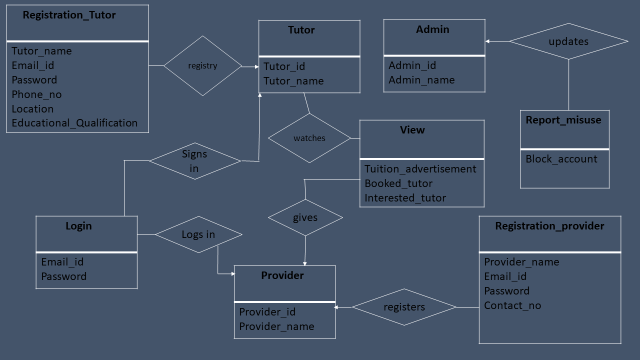 Registration_Tutor
Tutor_name
Email_id
Password
Phone_no
Location
Educational_Qualification
registry
Tutor
Tutor_id
Tutor_name
Admin
Admin_id
Admin_name
updates
Report_misuse
Block_account
watches
View
Tuition_advertisement
Booked_tutor
Interested_tutor
Signs
in
Login
Email_id
Password
Logs in
gives
Provider
Provider_id
Provider_name
registers
Registration_provider
Provider_name
Email_id
Password
Contact_no